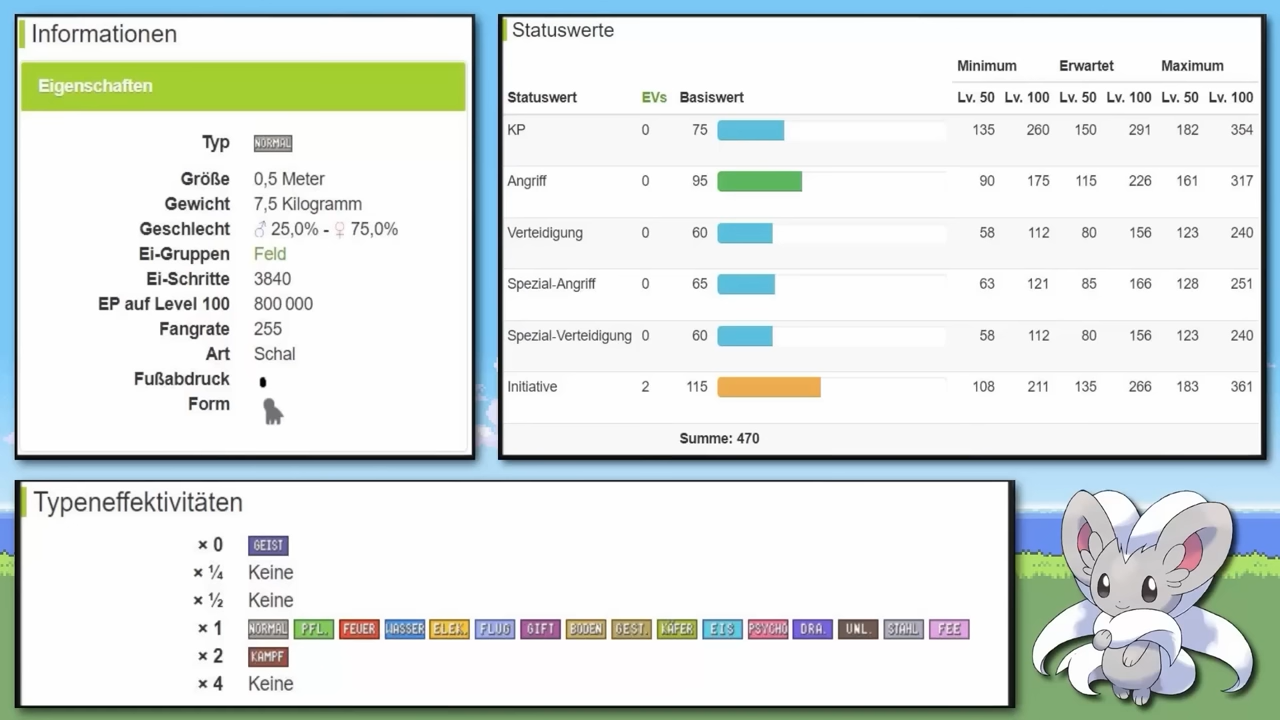 Informationen
Eigenschaften
Typ NORMAL
Größe 0,5 Meter
Gewicht 7,5 Kilogramm
Geschlecht ♂ 25,0% - ♀ 75,0%
Ei-Gruppen Feld
Ei-Schritte 3840
EP auf Level 100 800 000
Fangrate 255
Art Schal
Fußabdruck
Form
Statuswerte
Minimum Erwartet Maximum
Statuswert EVs Basiswert Lv. 50 Lv. 100 Lv. 50 Lv. 100 Lv. 50 Lv. 100
KP 0 75 135 260 150 291 182 354
Angriff 0 95 90 175 115 226 161 317
Verteidigung 0 60 58 112 80 156 123 240
Spezial-Angriff 0 65 63 121 85 166 128 251
Spezial-Verteidigung 0 60 58 112 80 156 123 240
Initiative 2 115 108 211 135 266 183 361
Summe: 470
Typeneffektivitäten
× 0 GEIST
× ¼ Keine
× ½ Keine
× 1 NORMAL PFL. FEUER WASSER ELEK. FLUG GIFT BODEN GEST. KÄFER EIS PSYCHO DRA. UNL. STAHL FEE
× 2 KAMPF
× 4 Keine